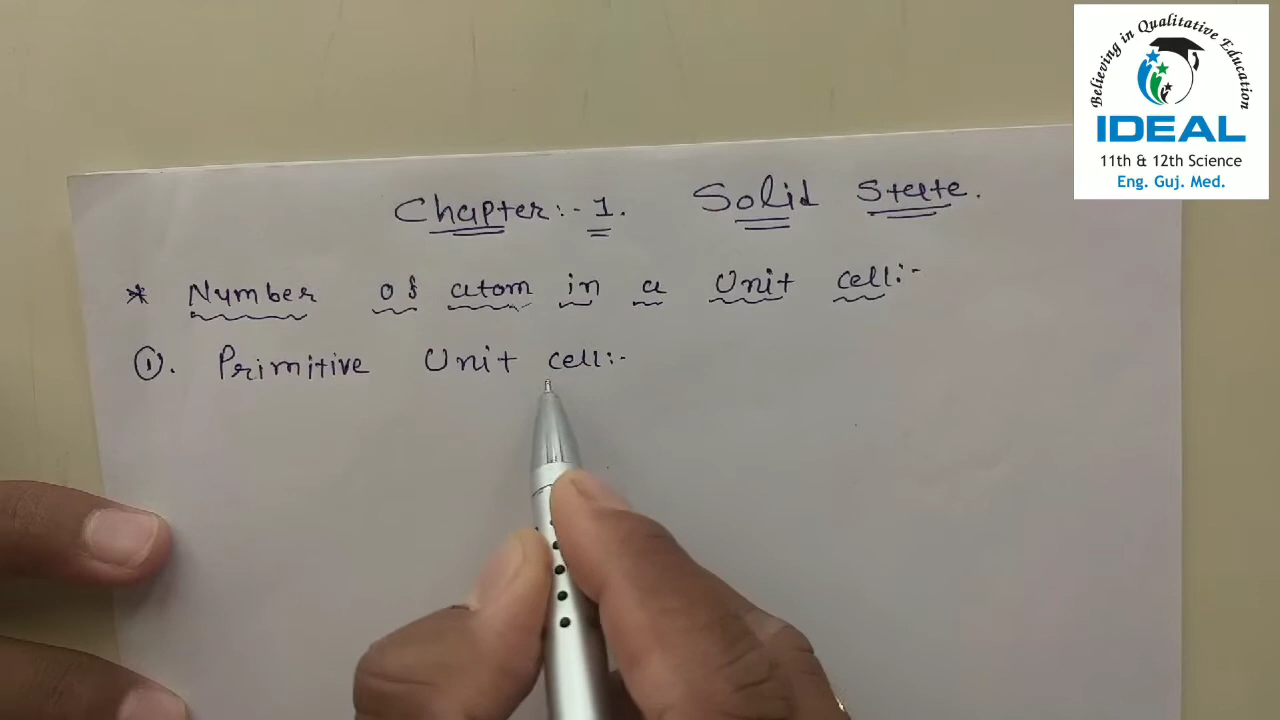 Believing in Qualitative Education
IDEAL
11th & 12th Science
Eng. Guj. Med.
Chapter:- 1. Solid State.
* Number of atom in a Unit cell:-
①. Primitive Unit cell:-